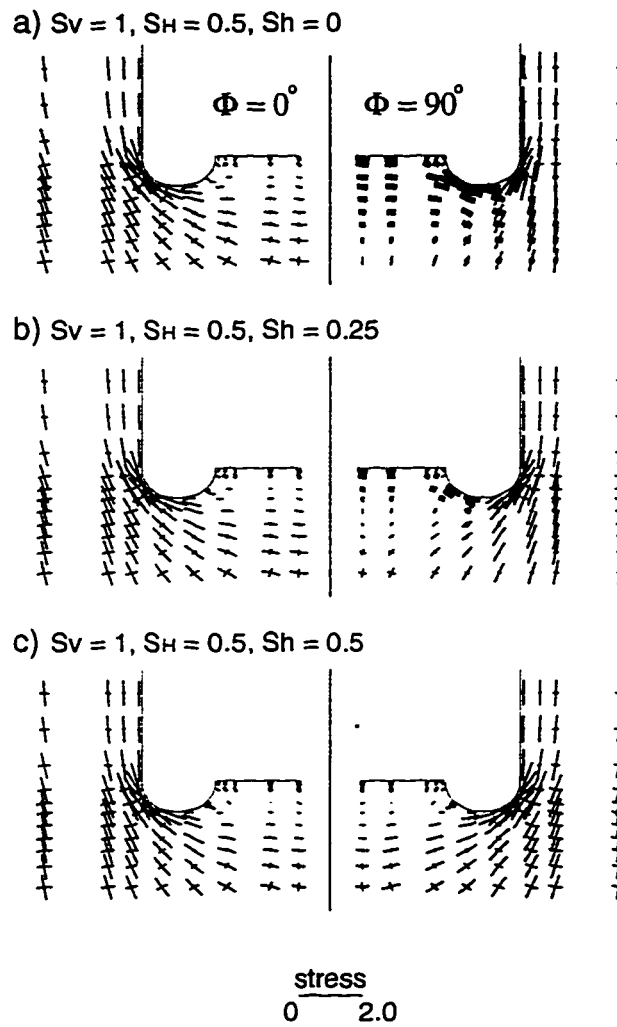 a) Sv = 1, SH = 0.5, Sh = 0
Φ = 0° Φ = 90°
b) Sv = 1, SH = 0.5, Sh = 0.25
c) Sv = 1, SH = 0.5, Sh = 0.5
stress
0 2.0